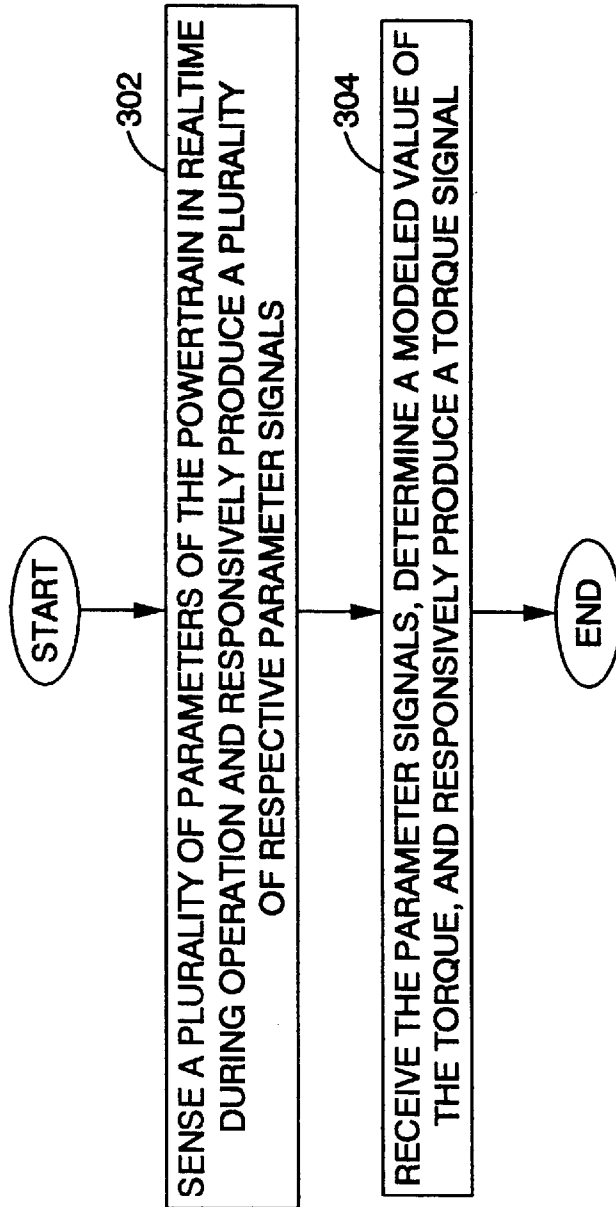 START
302
SENSE A PLURALITY OF PARAMETERS OF THE POWERTRAIN IN REALTIME
DURING OPERATION AND RESPONSIVELY PRODUCE A PLURALITY
OF RESPECTIVE PARAMETER SIGNALS
304
RECEIVE THE PARAMETER SIGNALS, DETERMINE A MODELED VALUE OF
THE TORQUE, AND RESPONSIVELY PRODUCE A TORQUE SIGNAL
END